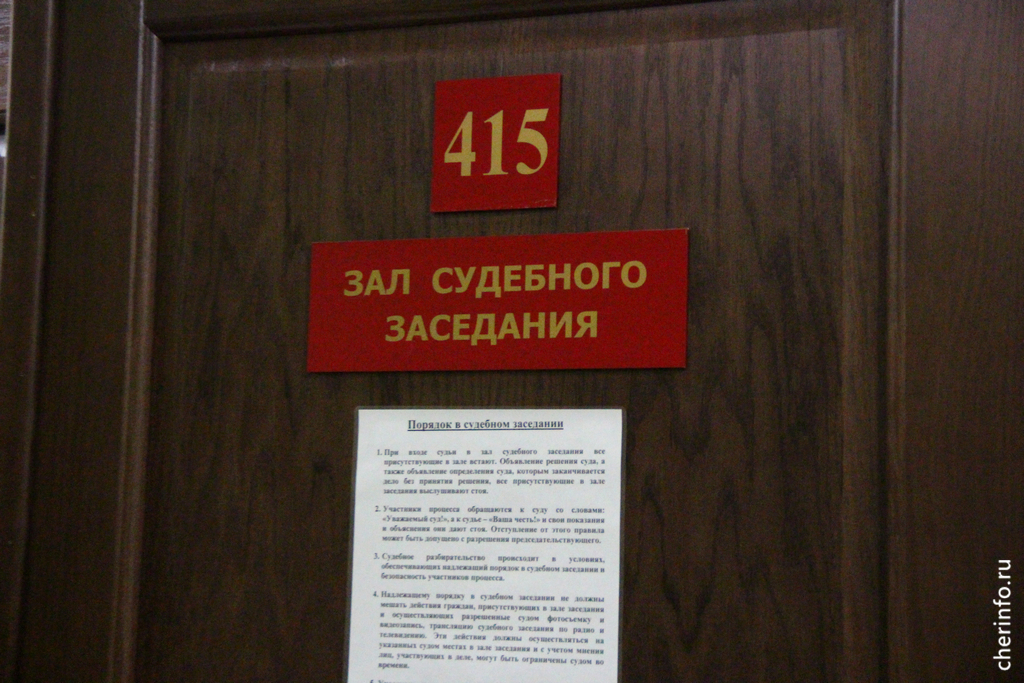 415
ЗАЛ СУДЕБНОГО
ЗАСЕДАНИЯ
Порядок в судебном заседании
1. При входе судьи в зал судебного заседания все
присутствующие в зале встают. Объявление решения суда, а
также объявление определения суда, которым заканчивается
дело без принятия решения, все присутствующие в зале
заседания выслушивают стоя.
2. Участники процесса обращаются к суду со словами:
«Уважаемый суд!», а к судье – «Ваша честь!» и свои показания
и объяснения они дают стоя. Отступление от этого правила
может быть допущено с разрешения председательствующего.
3. Судебное разбирательство происходит в условиях,
обеспечивающих надлежащий порядок в судебном заседании и
безопасность участников процесса.
4. Надлежащему порядку в судебном заседании не должны
мешать действия граждан, присутствующих в зале заседания
и осуществляющих разрешенные судом фотосъемку и
видеозапись, трансляцию судебного заседания по радио и
телевидению. Эти действия должны осуществляться на
указанных судом местах в зале заседания и с учетом мнения
лиц, участвующих в деле, могут быть ограничены судом во
времени.
cherinfo.ru